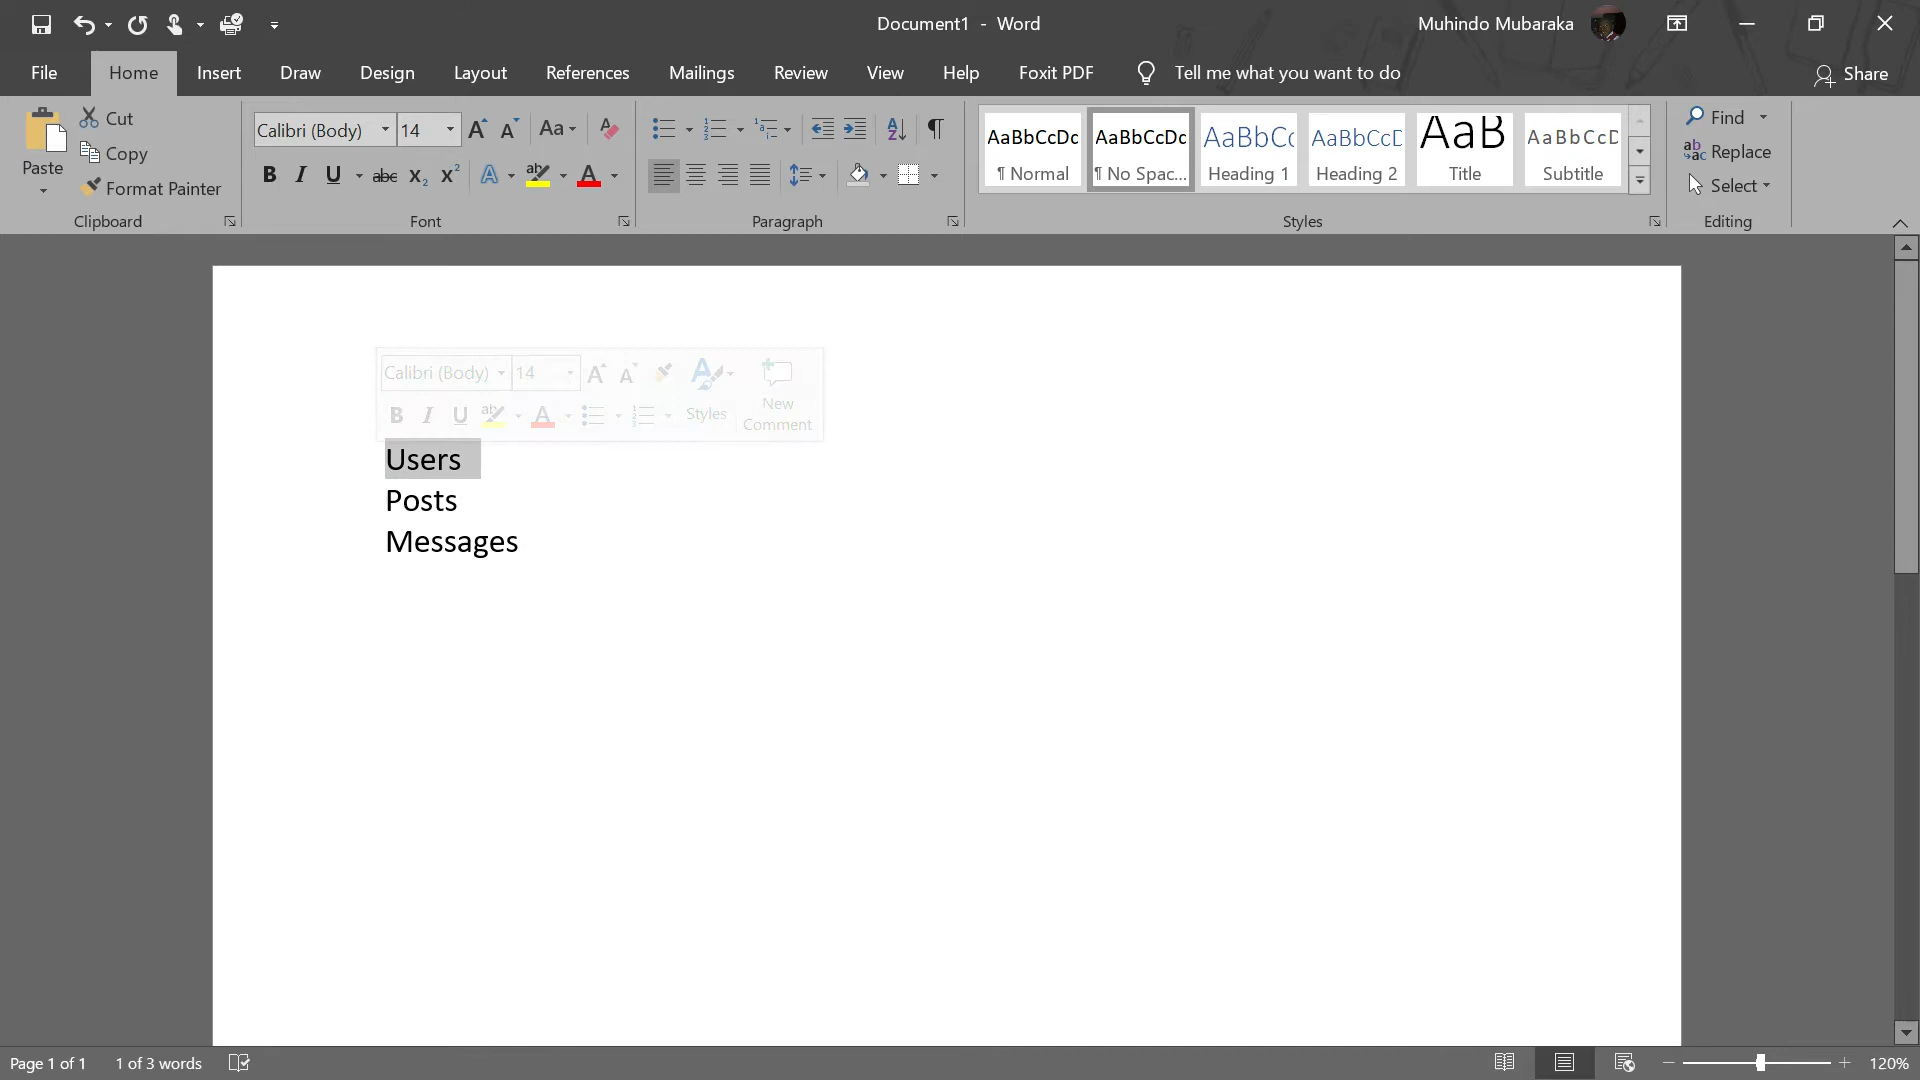 Document1 - Word
Muhindo Mubaraka
File Home Insert Draw Design Layout References Mailings Review View Help Foxit PDF Tell me what you want to do Share
Paste
Cut
Copy
Format Painter
Clipboard
Calibri (Body) 14
Font
Paragraph
AaBbCcDc AaBbCcDc AaBbCc AaBbCcD AaB AaBbCcD
¶ Normal ¶ No Spac... Heading 1 Heading 2 Title Subtitle
Styles
Find
Replace
Select
Editing
Calibri (Body) 14
Styles
New
Comment
Users
Posts
Messages
Page 1 of 1 1 of 3 words 120%